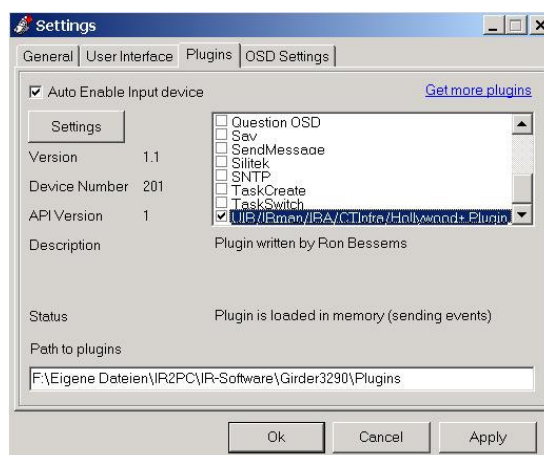 Settings
General User Interface Plugins OSD Settings
Auto Enable Input device
Get more plugins
Settings
Question OSD
Say
SendMessage
Silitek
SNTP
TaskCreate
TaskSwitch
UIR/IRman/IRA/CTInfra/Hollywood+ Plugin
Version 1.1
Device Number 201
API Version 1
Description Plugin written by Ron Bessems
Status Plugin is loaded in memory (sending events)
Path to plugins
F:\Eigene Dateien\IR2PC\IR-Software\Girder3290\Plugins
Ok Cancel Apply